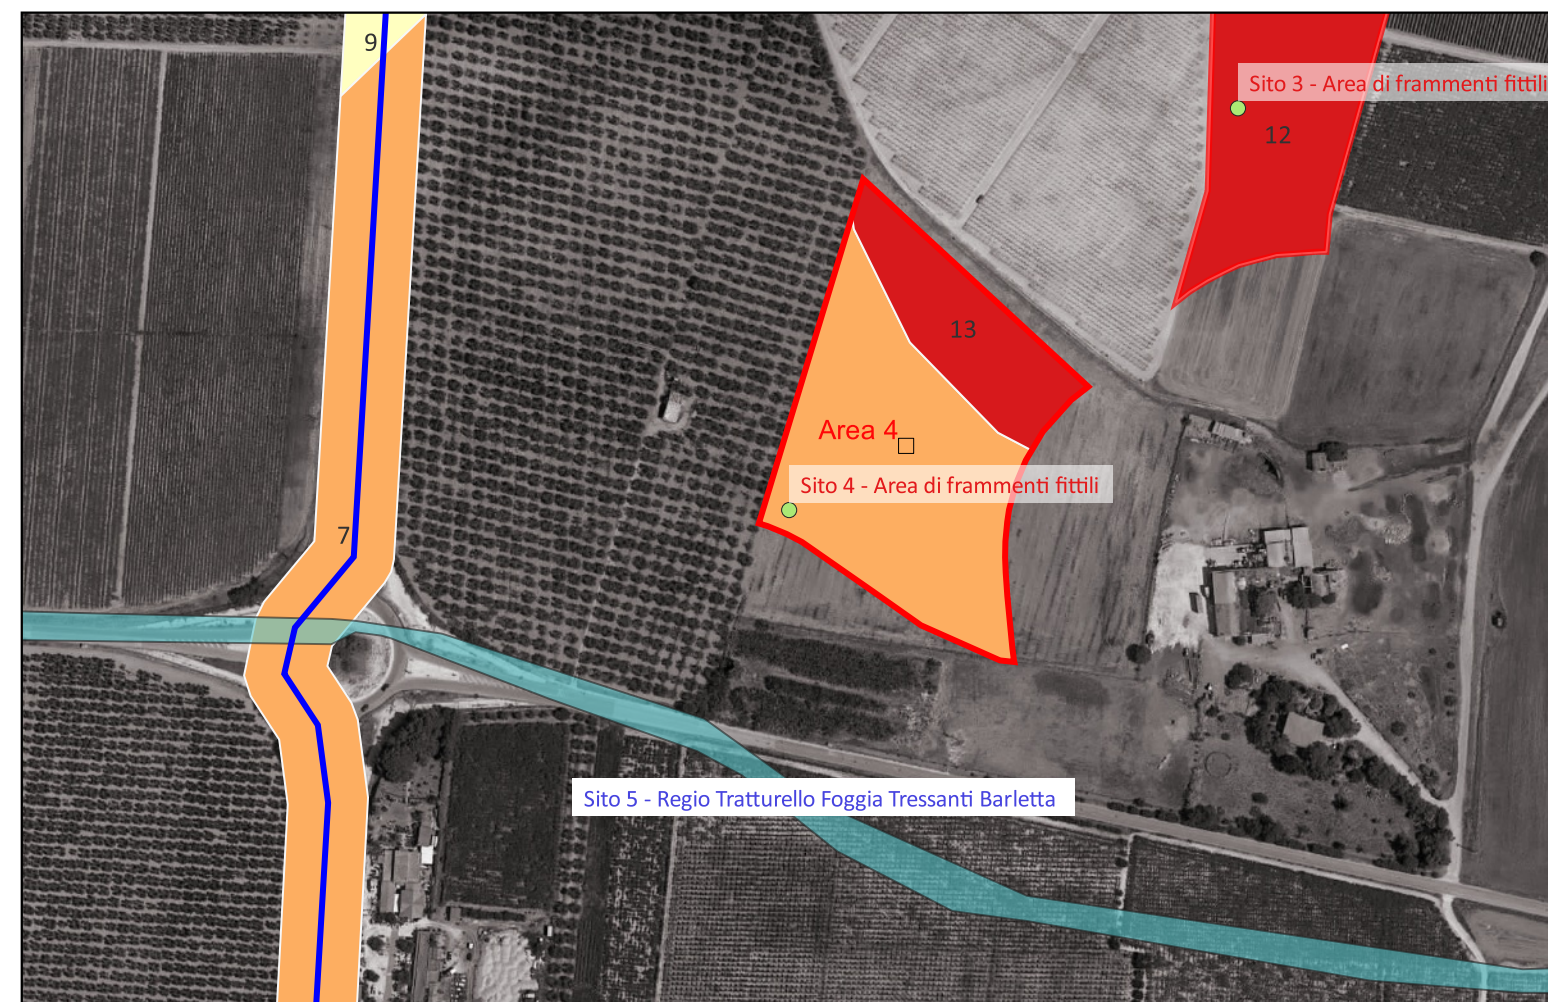 9
Sito 3 - Area di frammenti fittili
12
13
Area 4
Sito 4 - Area di frammenti fittili
7
Sito 5 - Regio Tratturello Foggia Tressanti Barletta